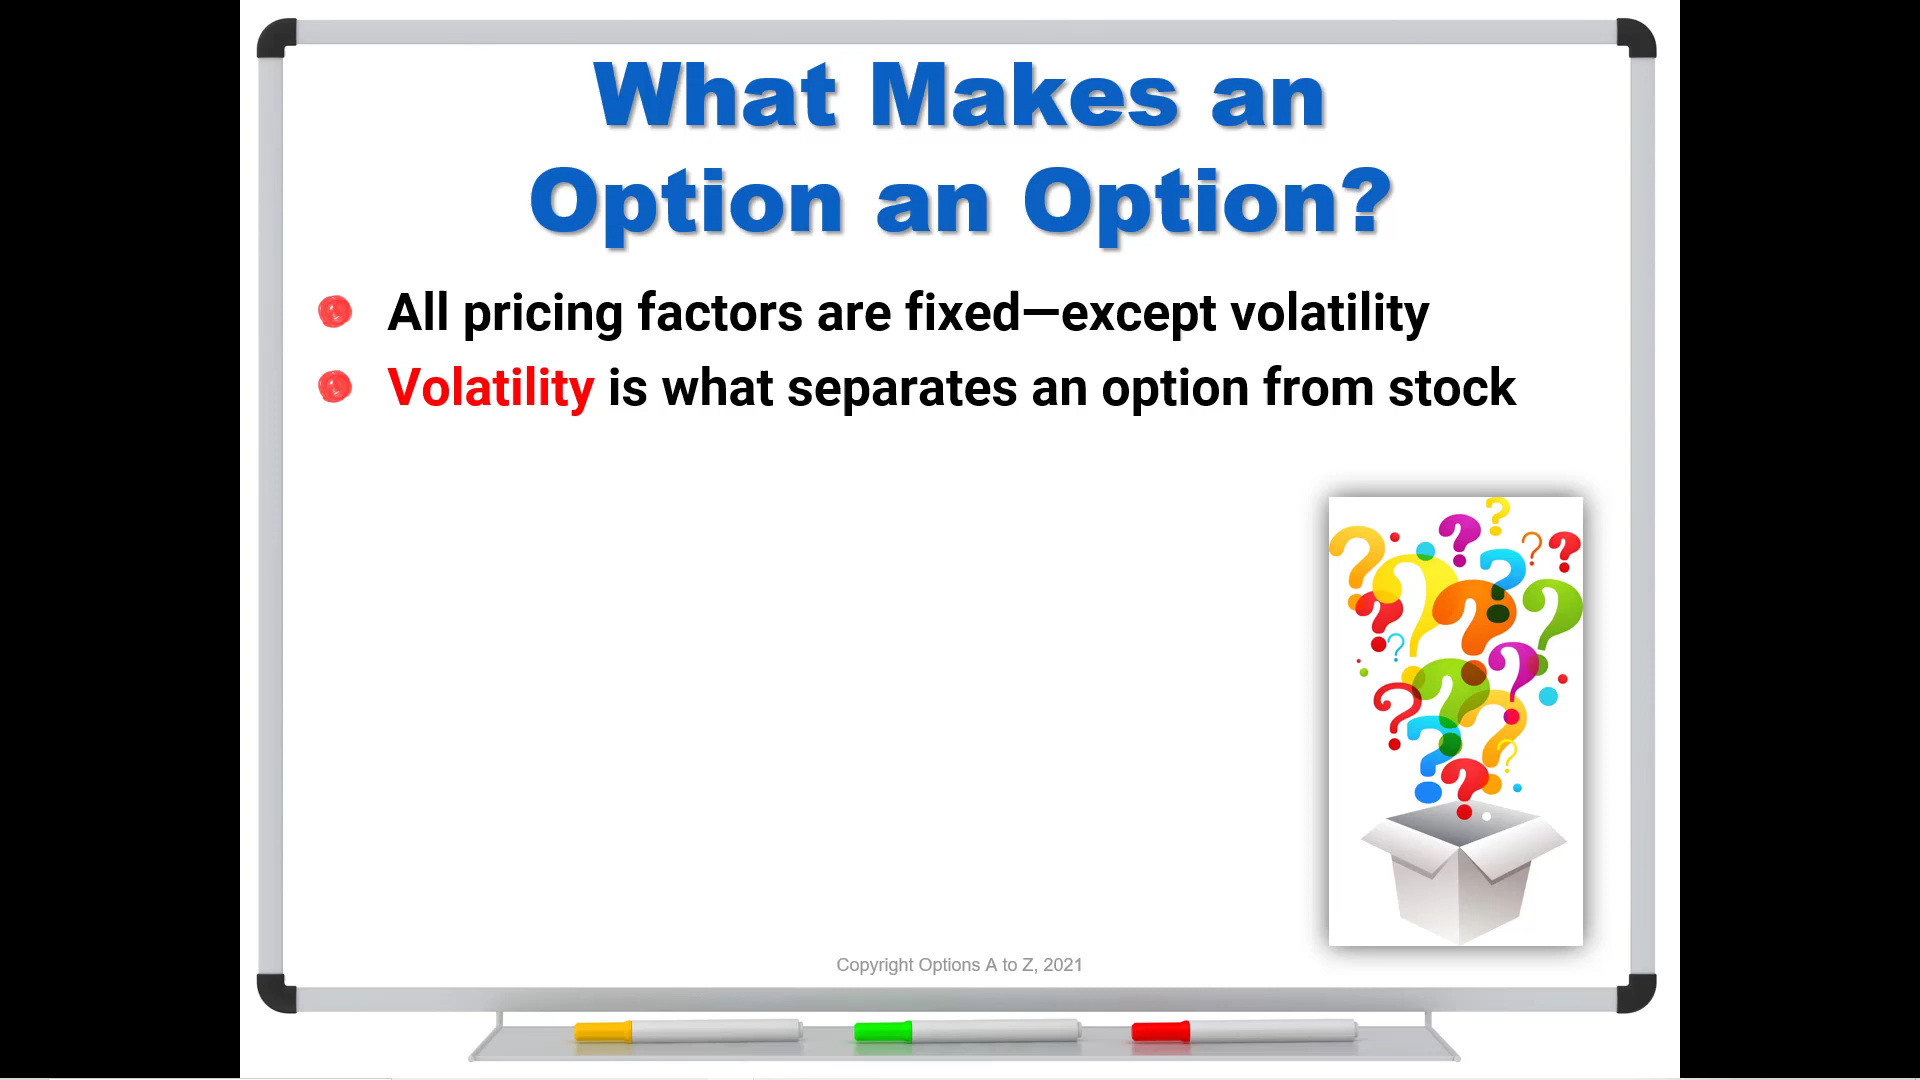 What Makes an
Option an Option?
All pricing factors are fixed—except volatility
Volatility is what separates an option from stock
Copyright Options A to Z, 2021